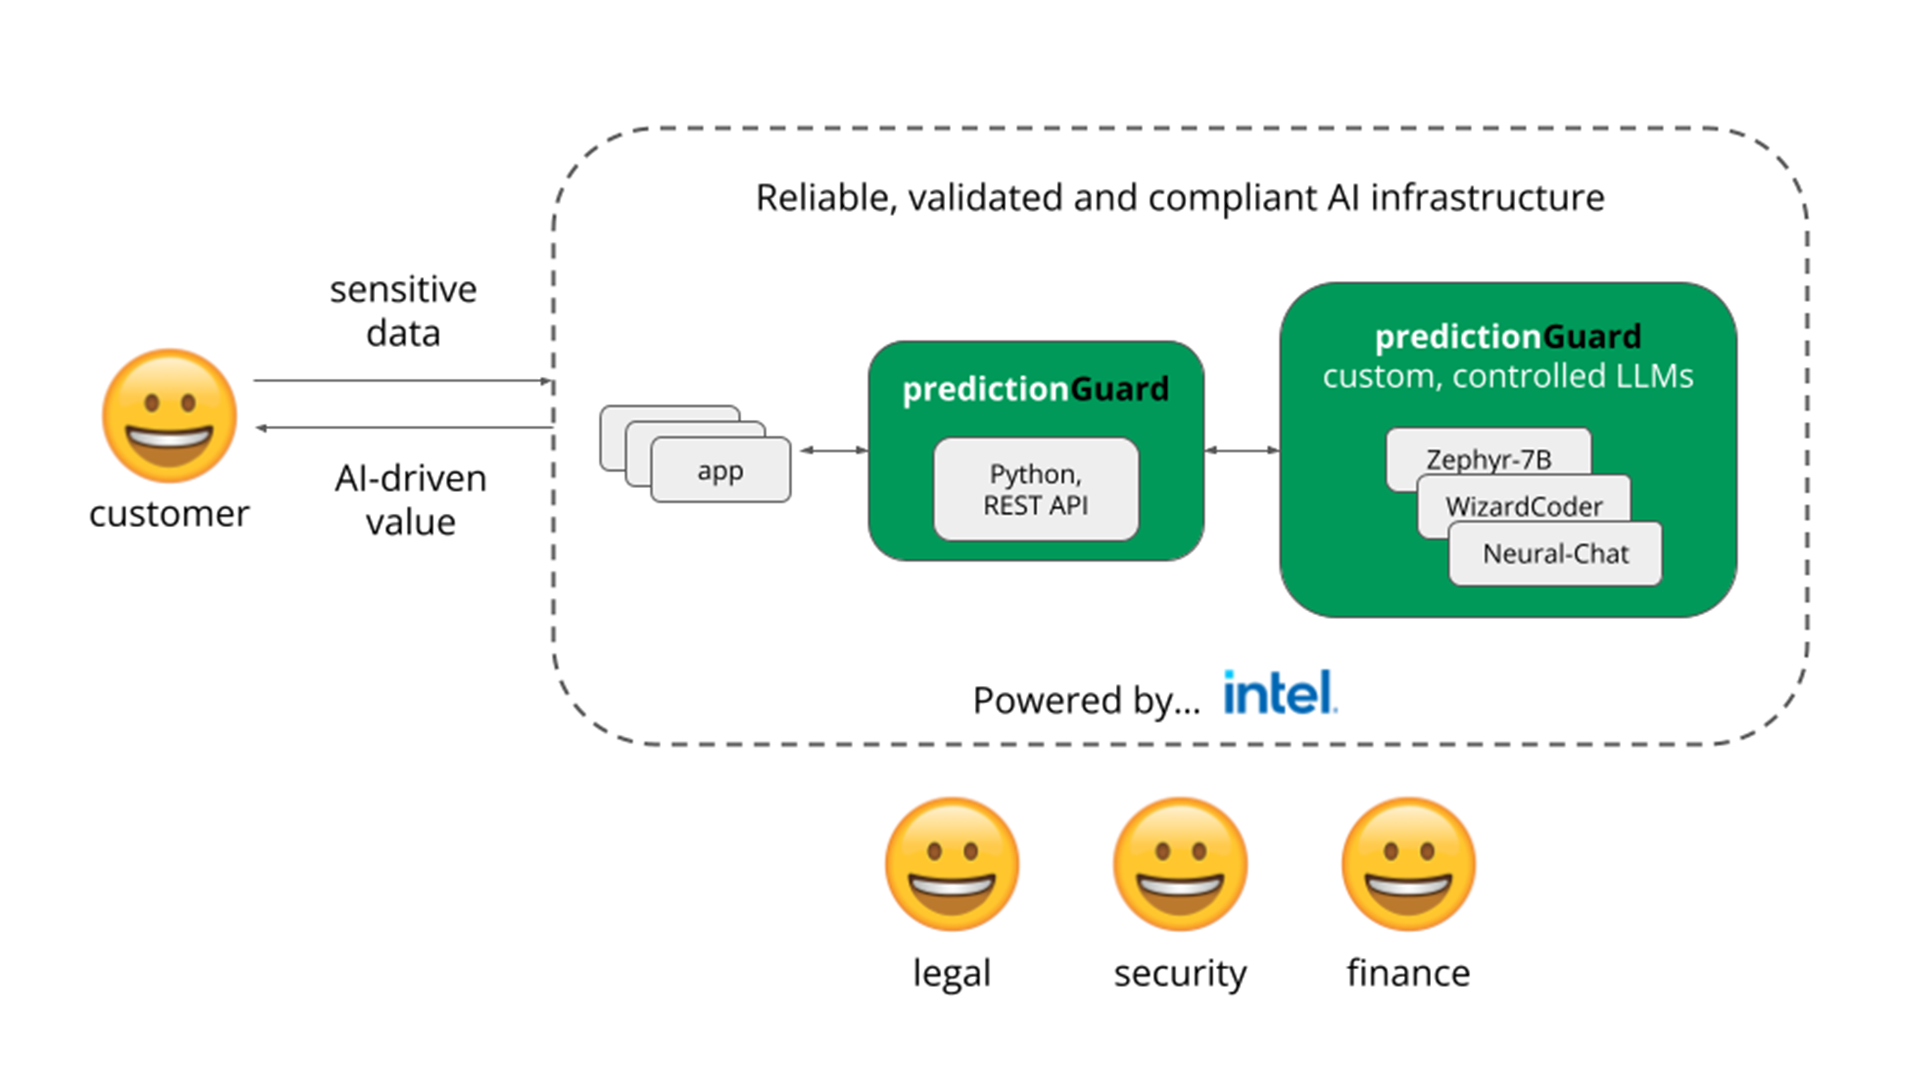 Reliable, validated and compliant AI infrastructure
sensitive
data
AI-driven
value
customer
app
predictionGuard
Python,
REST API
predictionGuard
custom, controlled LLMs
Zephyr-7B
WizardCoder
Neural-Chat
Powered by... intel.
legal
security
finance